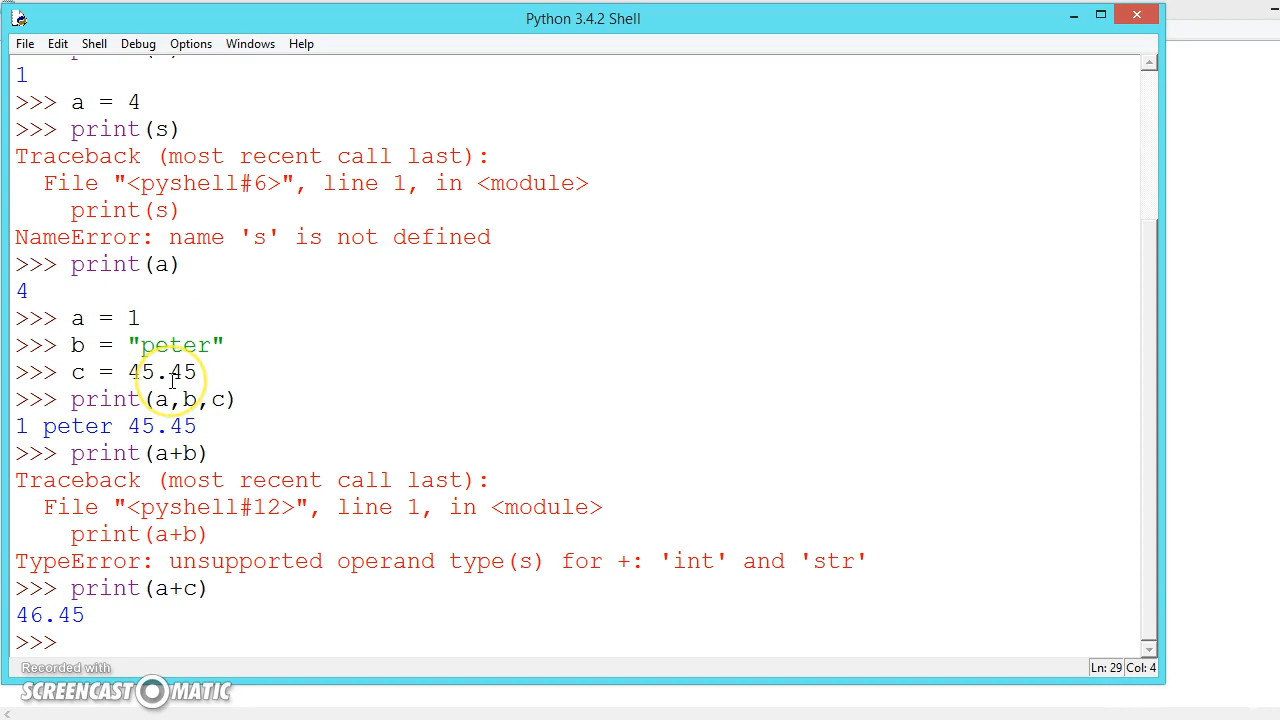 Python 3.4.2 Shell
File Edit Shell Debug Options Windows Help
1
>>> a = 4
>>> print(s)
Traceback (most recent call last):
  File "<pyshell#6>", line 1, in <module>
    print(s)
NameError: name 's' is not defined
>>> print(a)
4
>>> a = 1
>>> b = "peter"
>>> c = 45.45
>>> print(a,b,c)
1 peter 45.45
>>> print(a+b)
Traceback (most recent call last):
  File "<pyshell#12>", line 1, in <module>
    print(a+b)
TypeError: unsupported operand type(s) for +: 'int' and 'str'
>>> print(a+c)
46.45
>>>
Ln: 29 Col: 4
Recorded with
SCREENCAST MATIC